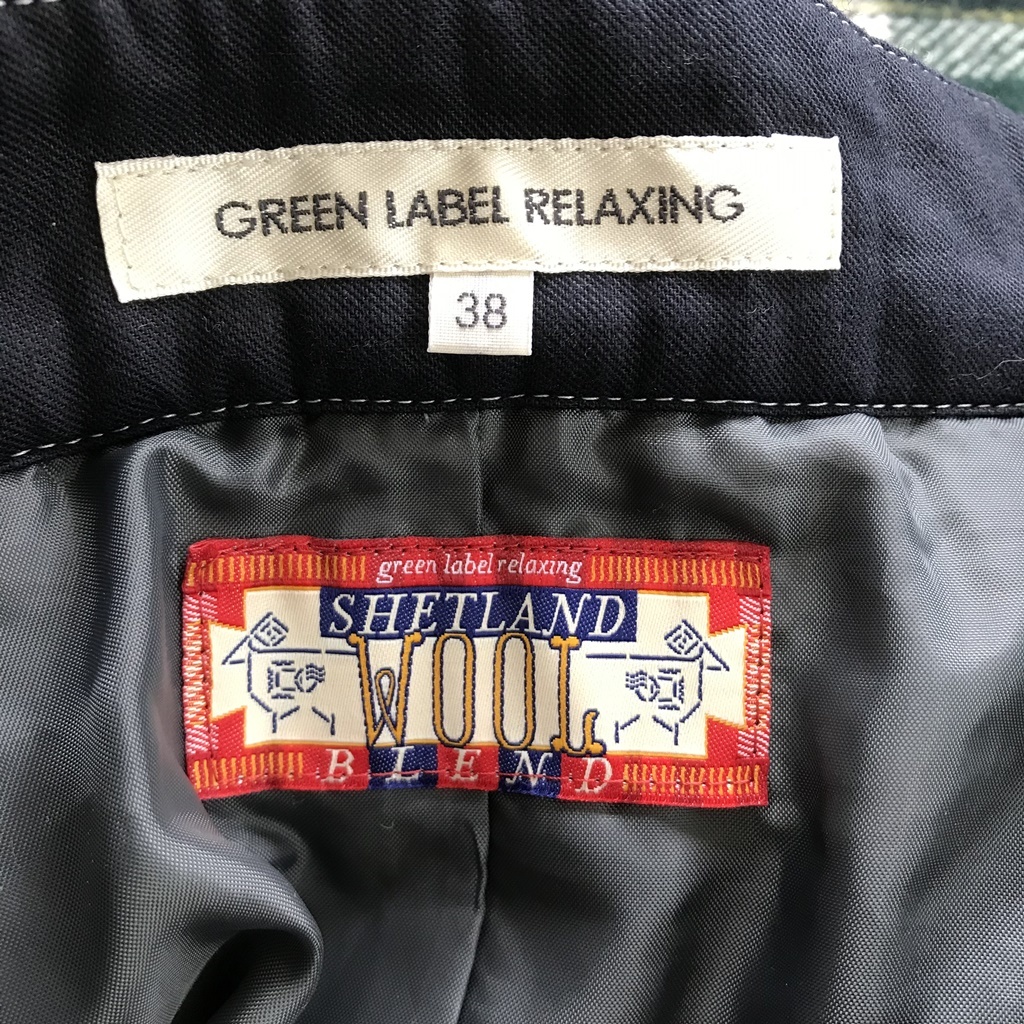 GREEN LABEL RELAXING
38
green label relaxing
SHETLAND
WOOL
BLEND